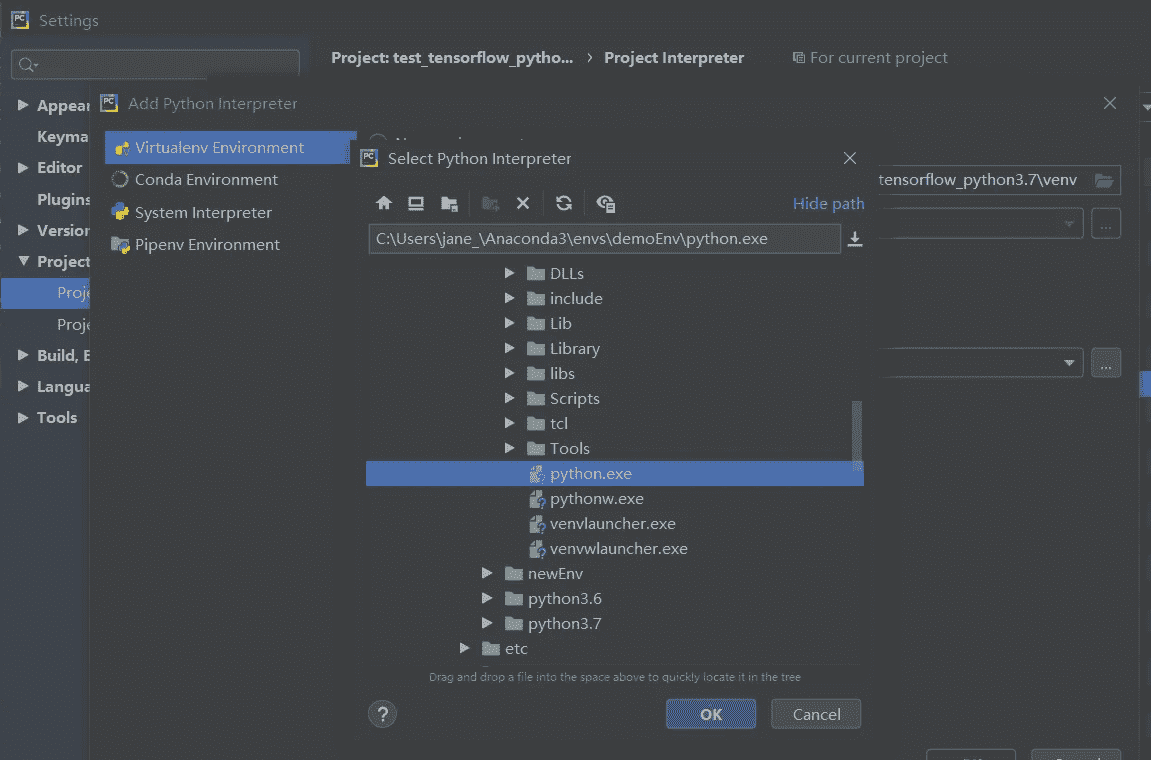 Settings
Project: test_tensorflow_pytho... › Project Interpreter For current project
Add Python Interpreter
Appear
Keyma
Editor
Plugins
Version
Project
Proje
Proje
Build, E
Langua
Tools
Virtualenv Environment
Conda Environment
System Interpreter
Pipenv Environment
tensorflow_python3.7\venv
...
...
Select Python Interpreter
Hide path
C:\Users\jane_\Anaconda3\envs\demoEnv\python.exe
DLLs
include
Lib
Library
libs
Scripts
tcl
Tools
python.exe
pythonw.exe
venvlauncher.exe
venvwlauncher.exe
newEnv
python3.6
python3.7
etc
Drag and drop a file into the space above to quickly locate it in the tree
?
OK
Cancel